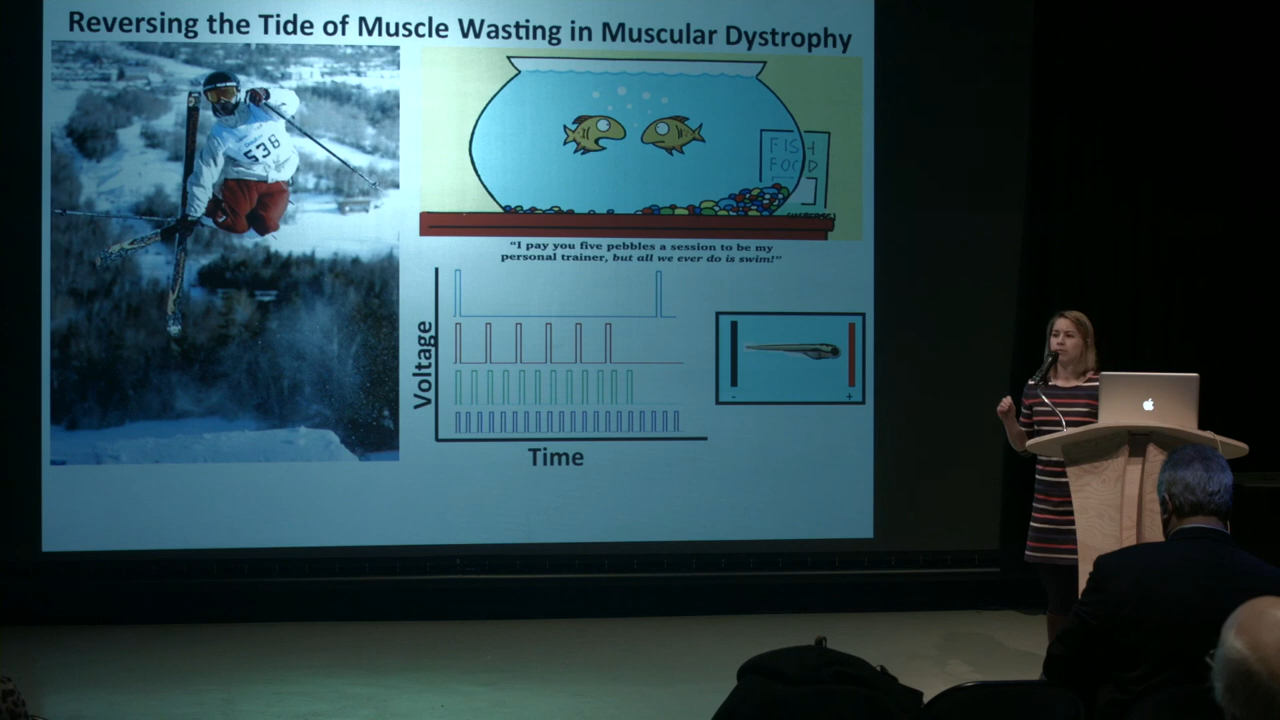 Reversing the Tide of Muscle Wasting in Muscular Dystrophy
538
FISH
FOOD
"I pay you five pebbles a session to be my
personal trainer, but all we ever do is swim!"
Voltage
Time
- +